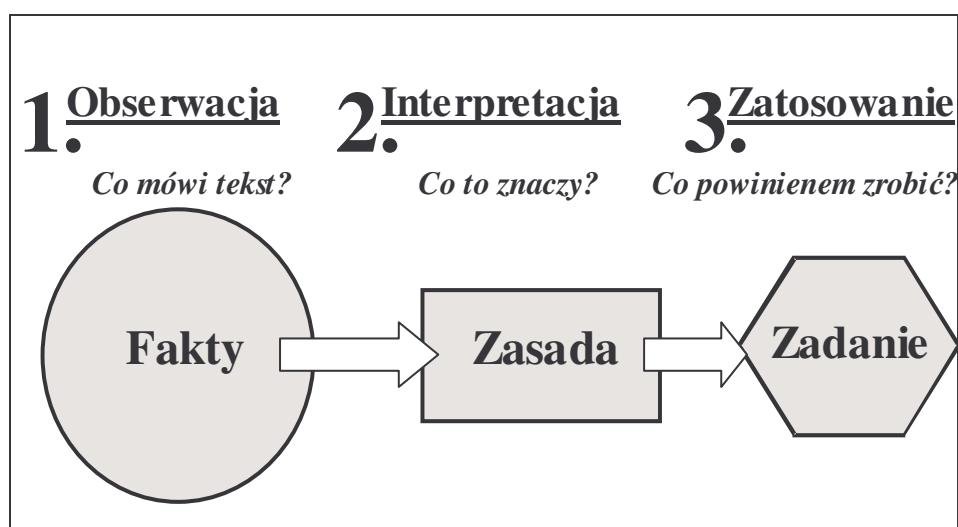 1. Obserwacja
2. Interpretacja
3. Zatosowanie
Co mówi tekst?
Co to znaczy?
Co powinienem zrobić?
Fakty
Zasada
Zadanie